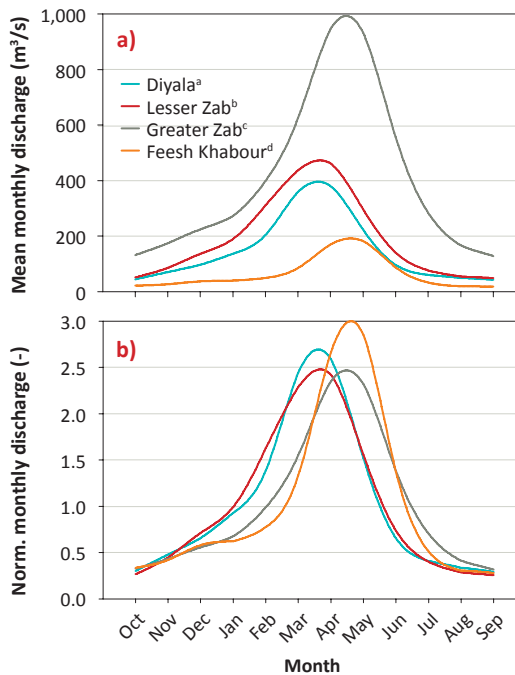 a)
Mean monthly discharge (m³/s)
1,000
800
600
400
200
0
Diyalaᵃ
Lesser Zabᵇ
Greater Zabᶜ
Feesh Khabourᵈ
b)
Norm. monthly discharge (-)
3.0
2.5
2.0
1.5
1.0
0.5
0.0
Oct Nov Dec Jan Feb Mar Apr May Jun Jul Aug Sep
Month